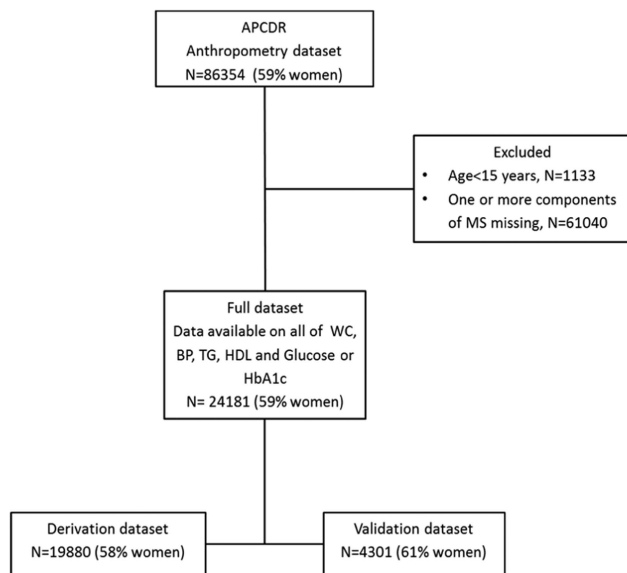 APCDR
Anthropometry dataset
N=86354 (59% women)
Excluded
• Age<15 years, N=1133
• One or more components
of MS missing, N=61040
Full dataset
Data available on all of WC,
BP, TG, HDL and Glucose or
HbA1c
N= 24181 (59% women)
Derivation dataset
N=19880 (58% women)
Validation dataset
N=4301 (61% women)